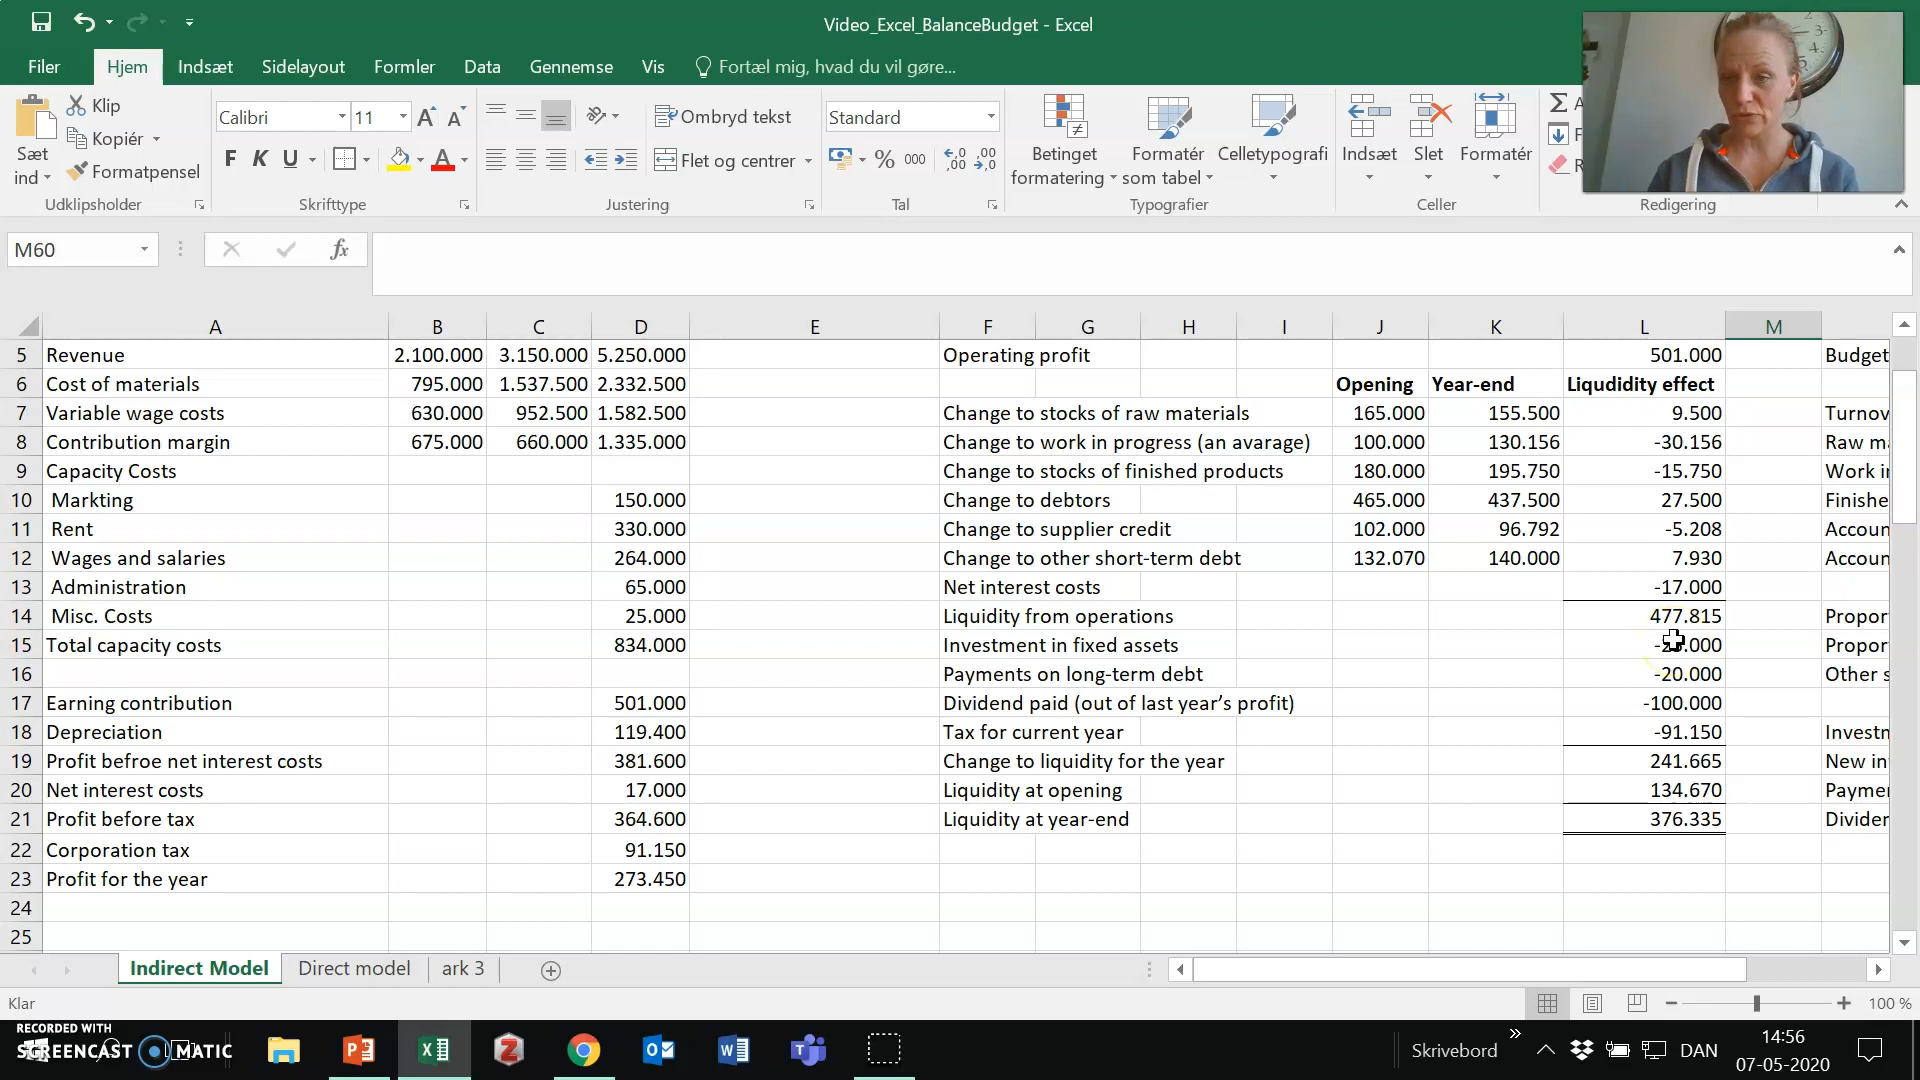 Video_Excel_BalanceBudget - Excel
Filer Hjem Indsæt Sidelayout Formler Data Gennemse Vis Fortæl mig, hvad du vil gøre...
Sæt ind
Klip
Kopiér
Formatpensel
Udklipsholder
Calibri 11
F K U
Skrifttype
Ombryd tekst
Flet og centrer
Justering
Standard
% 000
Tal
Betinget formatering
Formatér som tabel
Celletypografi
Typografier
Indsæt Slet Formatér
Celler
Redigering
M60 fx
A B C D E F G H I J K L M
5 Revenue 2.100.000 3.150.000 5.250.000 Operating profit 501.000 Budget
6 Cost of materials 795.000 1.537.500 2.332.500 Opening Year-end Liqudidity effect
7 Variable wage costs 630.000 952.500 1.582.500 Change to stocks of raw materials 165.000 155.500 9.500 Turnov
8 Contribution margin 675.000 660.000 1.335.000 Change to work in progress (an avarage) 100.000 130.156 -30.156 Raw m
9 Capacity Costs Change to stocks of finished products 180.000 195.750 -15.750 Work i
10 Markting 150.000 Change to debtors 465.000 437.500 27.500 Finishe
11 Rent 330.000 Change to supplier credit 102.000 96.792 -5.208 Accoun
12 Wages and salaries 264.000 Change to other short-term debt 132.070 140.000 7.930 Accoun
13 Administration 65.000 Net interest costs -17.000
14 Misc. Costs 25.000 Liquidity from operations 477.815 Propor
15 Total capacity costs 834.000 Investment in fixed assets Propor
16 Payments on long-term debt -20.000 Other s
17 Earning contribution 501.000 Dividend paid (out of last year’s profit) -100.000
18 Depreciation 119.400 Tax for current year -91.150 Investn
19 Profit befroe net interest costs 381.600 Change to liquidity for the year 241.665 New in
20 Net interest costs 17.000 Liquidity at opening 134.670 Paymer
21 Profit before tax 364.600 Liquidity at year-end 376.335 Divider
22 Corporation tax 91.150
23 Profit for the year 273.450
24
25
Indirect Model Direct model ark 3
Klar 100 %
RECORDED WITH
SCREENCAST MATIC
Skrivebord DAN 14:56
07-05-2020